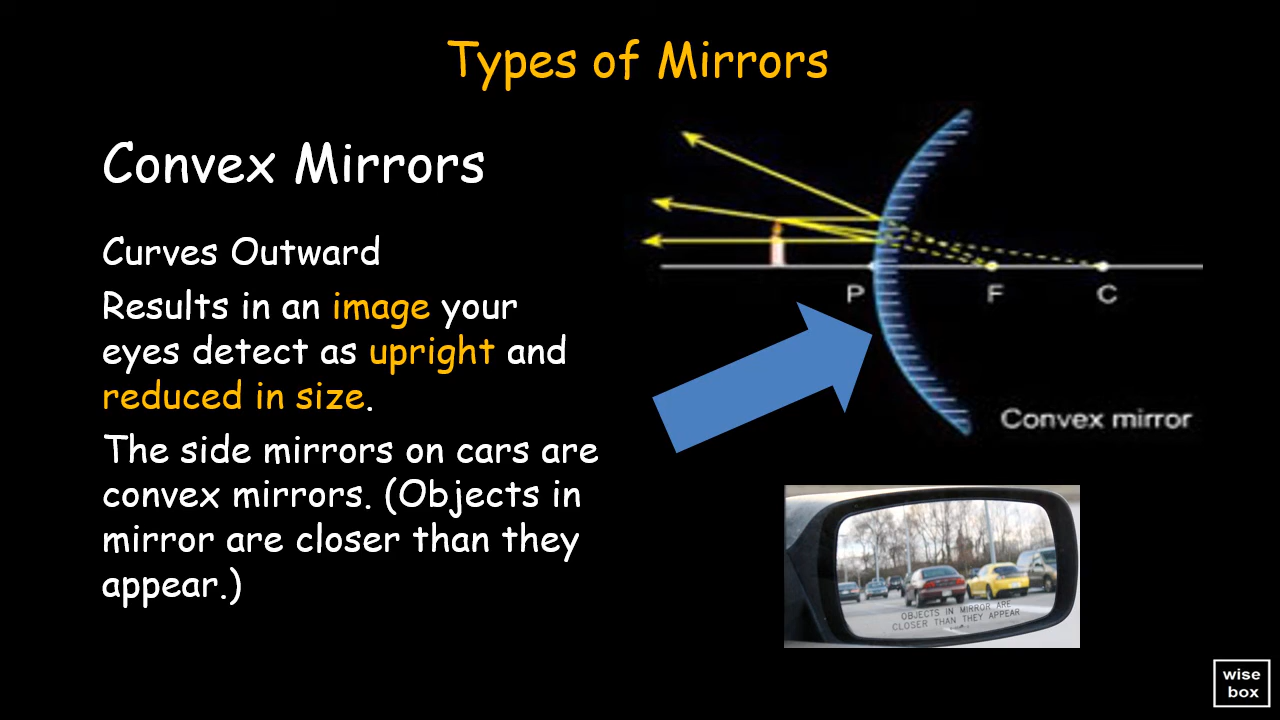 Types of Mirrors
Convex Mirrors
Curves Outward
Results in an image your
eyes detect as upright and
reduced in size.
The side mirrors on cars are
convex mirrors. (Objects in
mirror are closer than they
appear.)
P
F
C
Convex mirror
OBJECTS IN MIRROR ARE
CLOSER THAN THEY APPEAR
wise
box